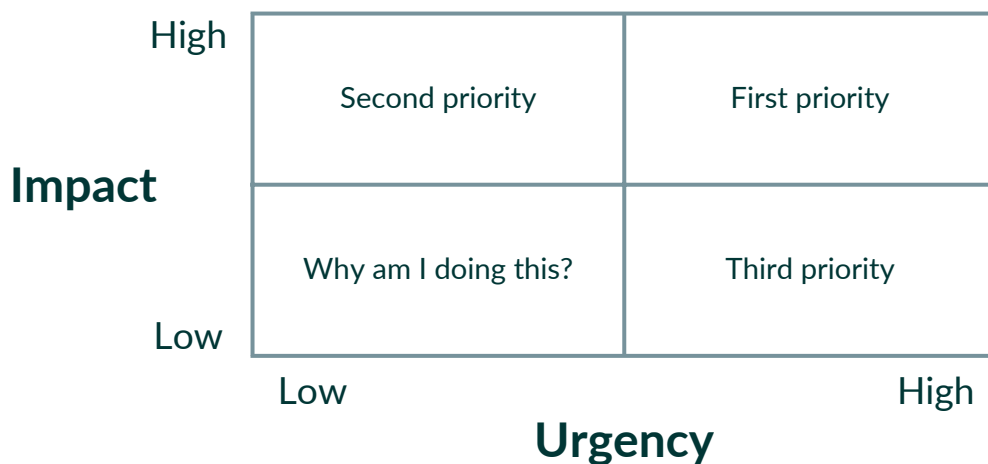 High
Second priority
First priority
Impact
Why am I doing this?
Third priority
Low
Low
High
Urgency